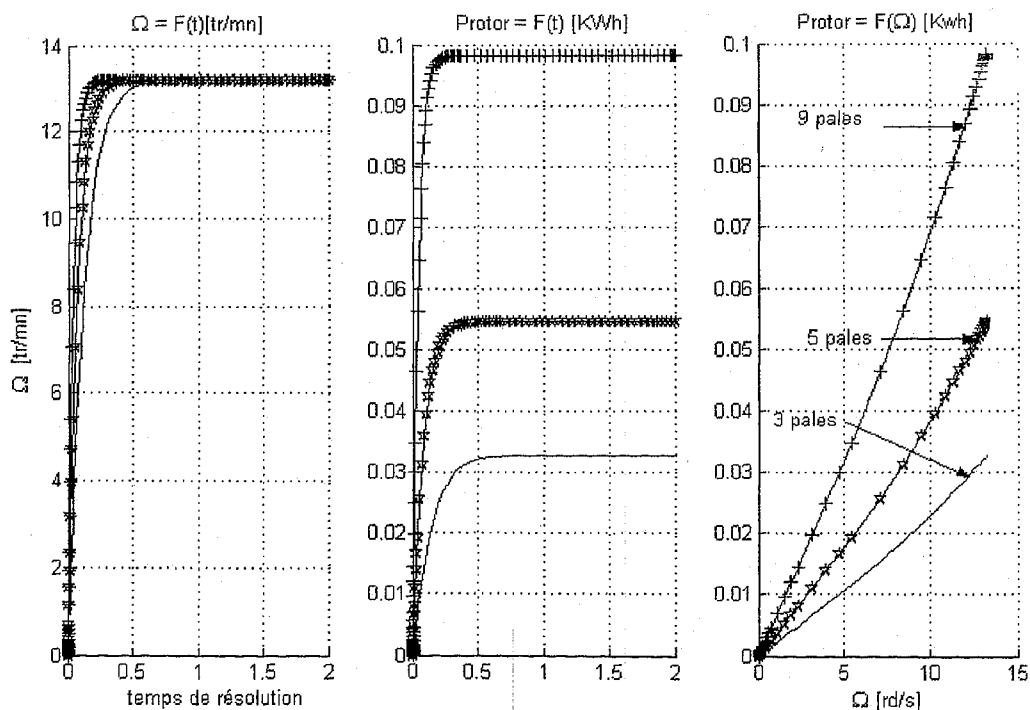 Ω = F(t)[tr/mn]
14
12
10
8
6
4
2
0
0 0.5 1 1.5 2
Ω [tr/mn]
temps de résolution
Protor = F(t) [KWh]
0.1
0.09
0.08
0.07
0.06
0.05
0.04
0.03
0.02
0.01
0
0 0.5 1 1.5 2
Protor = F(Ω) [Kwh]
0.1
0.09
0.08
0.07
0.06
0.05
0.04
0.03
0.02
0.01
0
0 5 10 15
9 pales
5 pales
3 pales
Ω [rd/s]